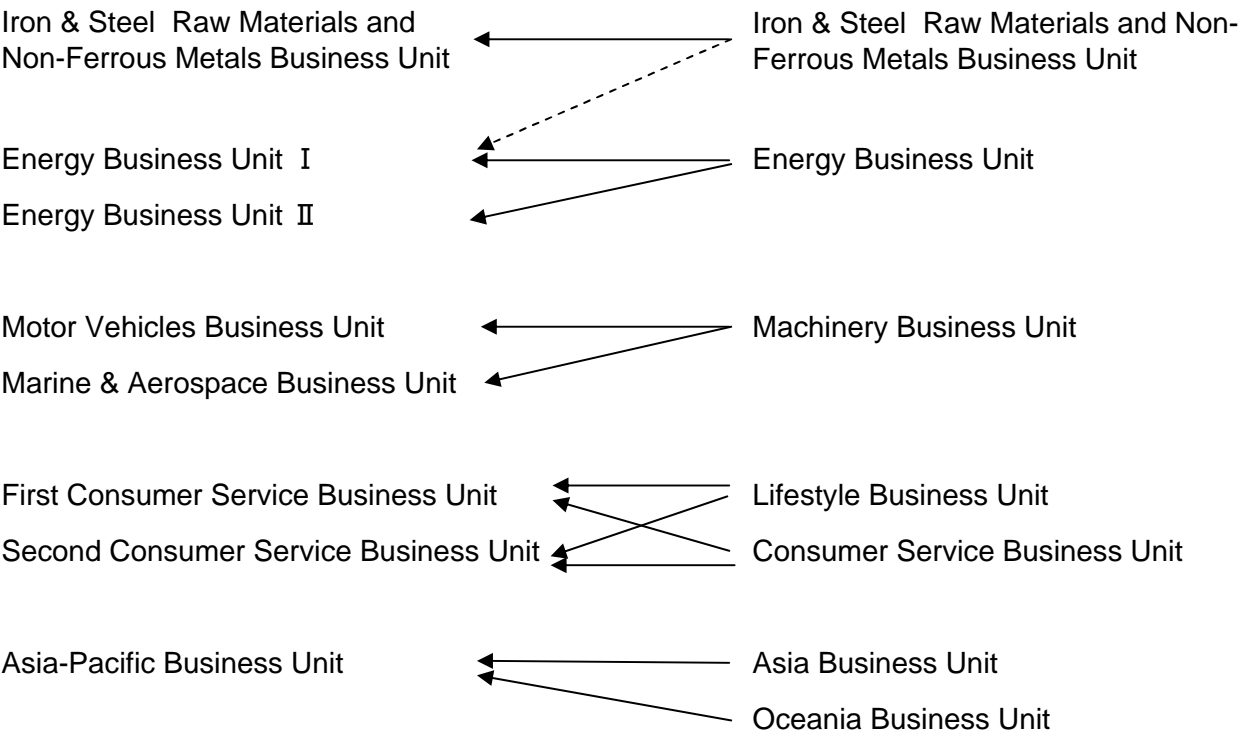 Iron & Steel Raw Materials and
Non-Ferrous Metals Business Unit
Iron & Steel Raw Materials and Non-
Ferrous Metals Business Unit
Energy Business Unit Ⅰ
Energy Business Unit
Energy Business Unit Ⅱ
Motor Vehicles Business Unit
Machinery Business Unit
Marine & Aerospace Business Unit
First Consumer Service Business Unit
Lifestyle Business Unit
Second Consumer Service Business Unit
Consumer Service Business Unit
Asia-Pacific Business Unit
Asia Business Unit
Oceania Business Unit